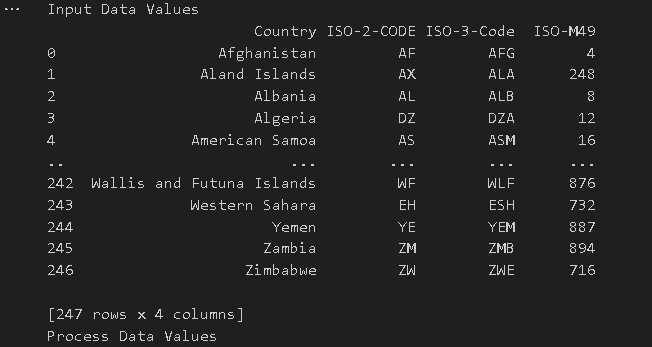 ... Input Data Values
Country ISO-2-CODE ISO-3-Code ISO-M49
0 Afghanistan AF AFG 4
1 Aland Islands AX ALA 248
2 Albania AL ALB 8
3 Algeria DZ DZA 12
4 American Samoa AS ASM 16
.. ... ... ... ...
242 Wallis and Futuna Islands WF WLF 876
243 Western Sahara EH ESH 732
244 Yemen YE YEM 887
245 Zambia ZM ZMB 894
246 Zimbabwe ZW ZWE 716
[247 rows x 4 columns]
Process Data Values